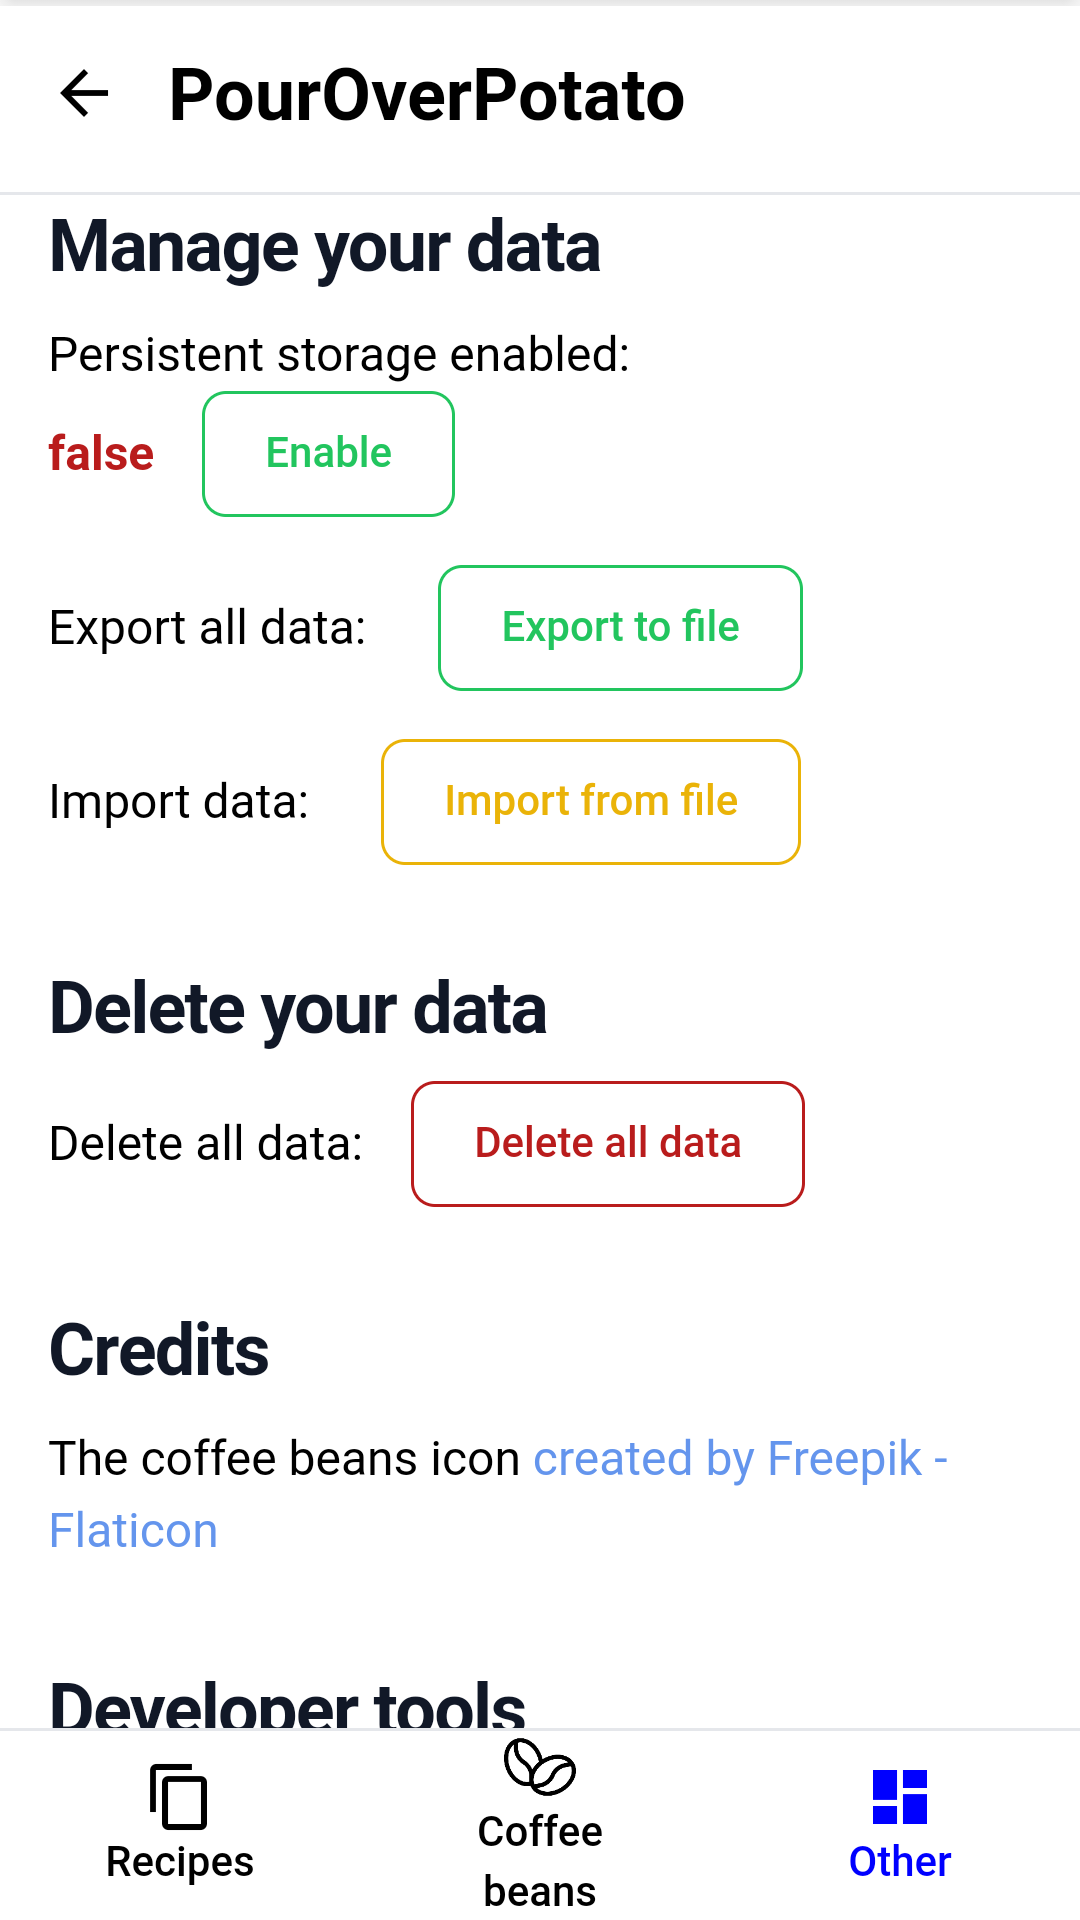 PourOverPotato
Manage your data
Persistent storage enabled:
false Enable
Export all data: Export to file
Import data: Import from file
Delete your data
Delete all data: Delete all data
Credits
The coffee beans icon created by Freepik -
Flaticon
Developer tools
Recipes
Coffee
beans
Other